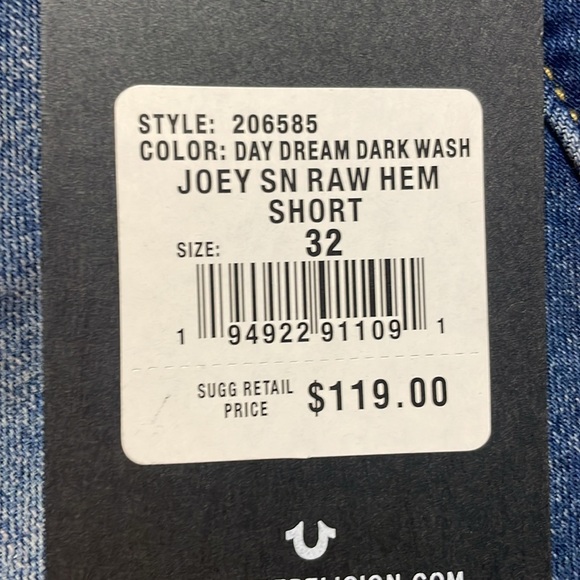 STYLE: 206585
COLOR: DAY DREAM DARK WASH
JOEY SN RAW HEM
SHORT
SIZE: 32
1 94922 91109 1
SUGG RETAIL
PRICE $119.00